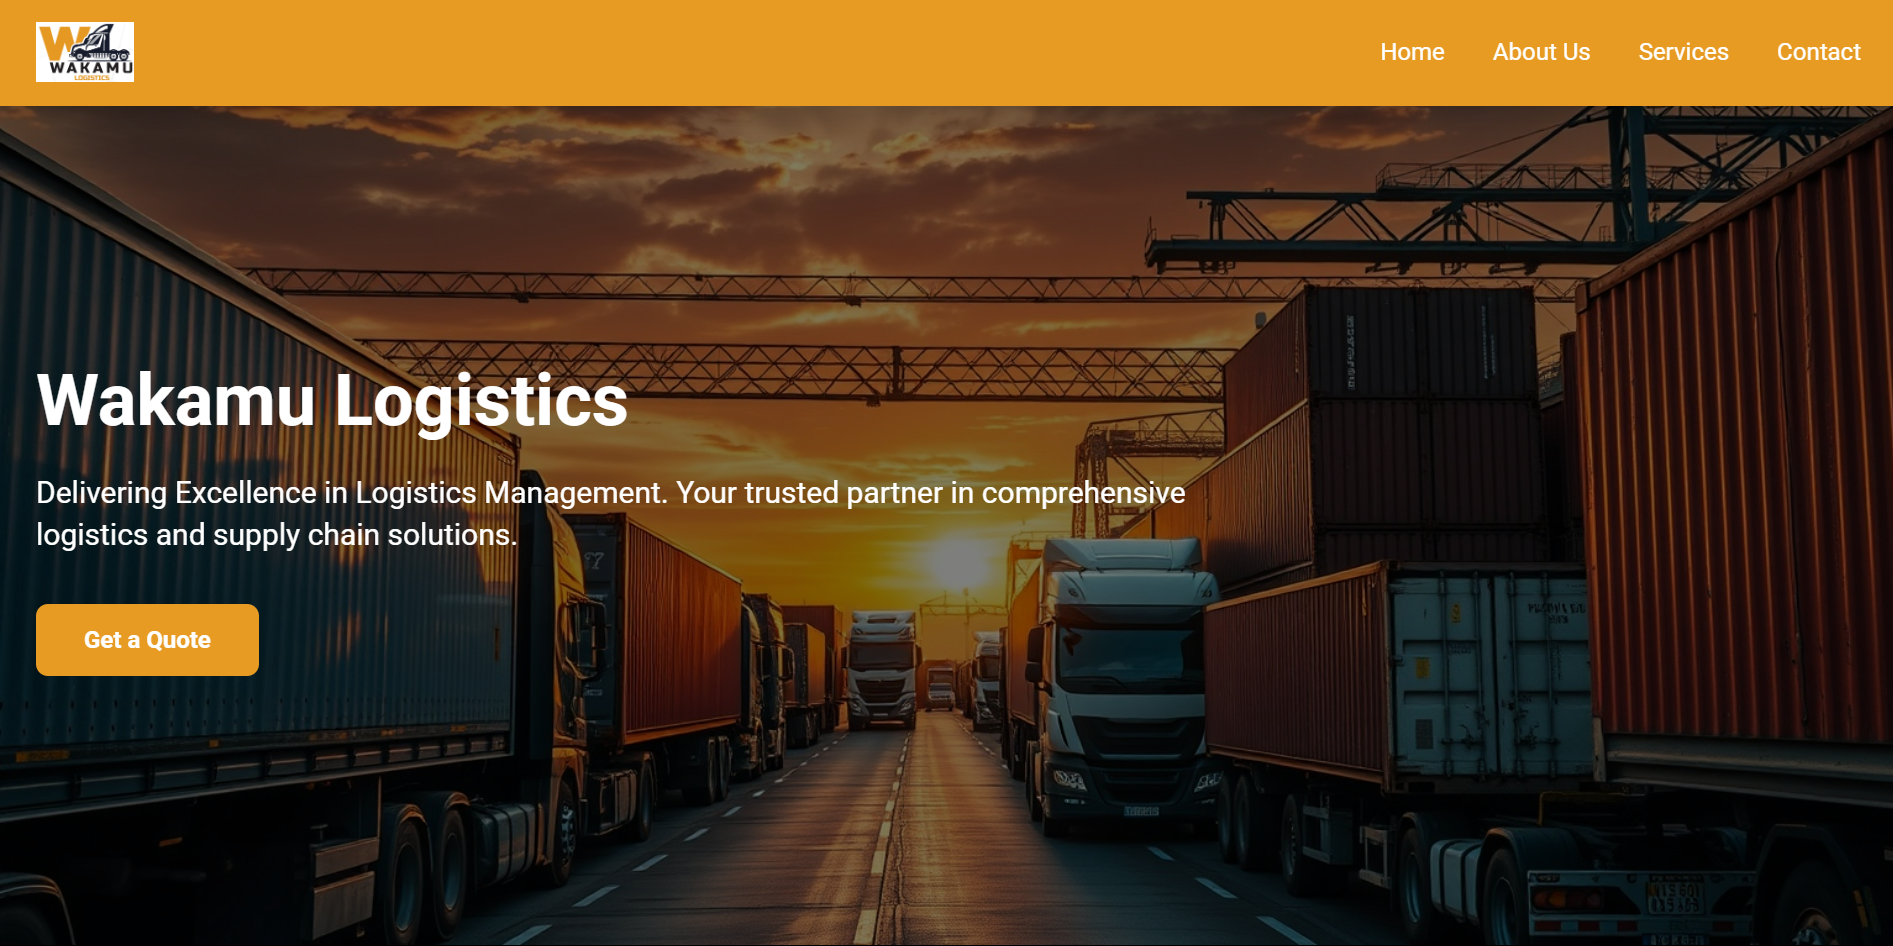 W
WAKAMU
LOGISTICS
Home
About Us
Services
Contact
Wakamu Logistics
Delivering Excellence in Logistics Management. Your trusted partner in comprehensive
logistics and supply chain solutions.
Get a Quote